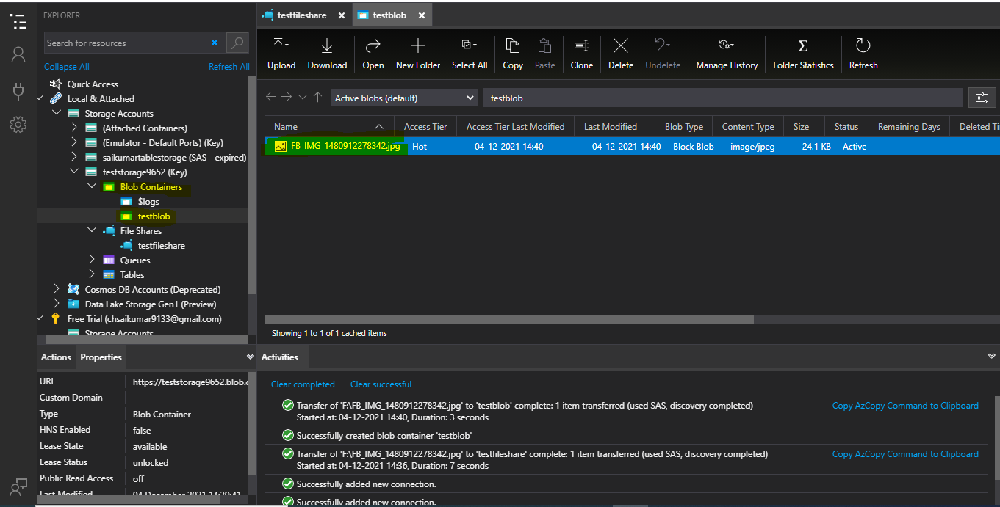 EXPLORER
Search for resources
Collapse All
Refresh All
Quick Access
Local & Attached
Storage Accounts
(Attached Containers)
(Emulator - Default Ports) (Key)
saikumartablestorage (SAS - expired)
teststorage9652 (Key)
Blob Containers
$logs
testblob
File Shares
testfileshare
Queues
Tables
Cosmos DB Accounts (Deprecated)
Data Lake Storage Gen1 (Preview)
Free Trial (chsaikumar9133@gmail.com)
Storage Accounts
Actions Properties
URL https://teststorage9652.blob.c
Custom Domain
Type Blob Container
HNS Enabled false
Lease State available
Lease Status unlocked
Public Read Access off
Last Modified 04 December 2021 14:39:41
testfileshare testblob
Upload Download Open New Folder Select All Copy Paste Clone Delete Undelete Manage History Folder Statistics Refresh
Active blobs (default) testblob
Name Access Tier Access Tier Last Modified Last Modified Blob Type Content Type Size Status Remaining Days Deleted Ti
FB_IMG_1480912278342.jpg Hot 04-12-2021 14:40 04-12-2021 14:40 Block Blob image/jpeg 24.1 KB Active
Showing 1 to 1 of 1 cached items
Activities
Clear completed Clear successful
Transfer of 'F:\FB_IMG_1480912278342.jpg' to 'testblob' complete: 1 item transferred (used SAS, discovery completed) Copy AzCopy Command to Clipboard
Started at: 04-12-2021 14:40, Duration: 3 seconds
Successfully created blob container 'testblob'
Transfer of 'F:\FB_IMG_1480912278342.jpg' to 'testfileshare' complete: 1 item transferred (used SAS, discovery completed) Copy AzCopy Command to Clipboard
Started at: 04-12-2021 14:36, Duration: 7 seconds
Successfully added new connection.
Successfully added new connection.